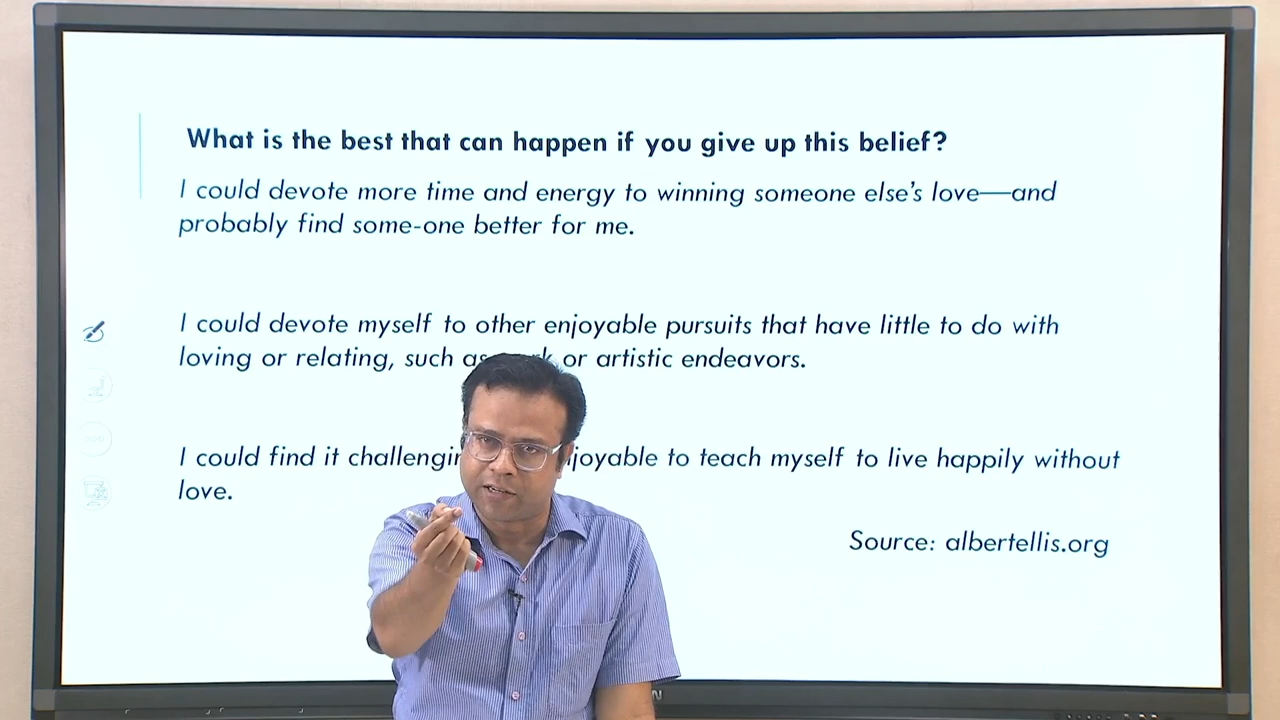 What is the best that can happen if you give up this belief?
I could devote more time and energy to winning someone else's love—and
probably find some-one better for me.
I could devote myself to other enjoyable pursuits that have little to do with
loving or relating, such as or artistic endeavors.
I could find it to teach myself to live happily without
love.
Source: albertellis.org